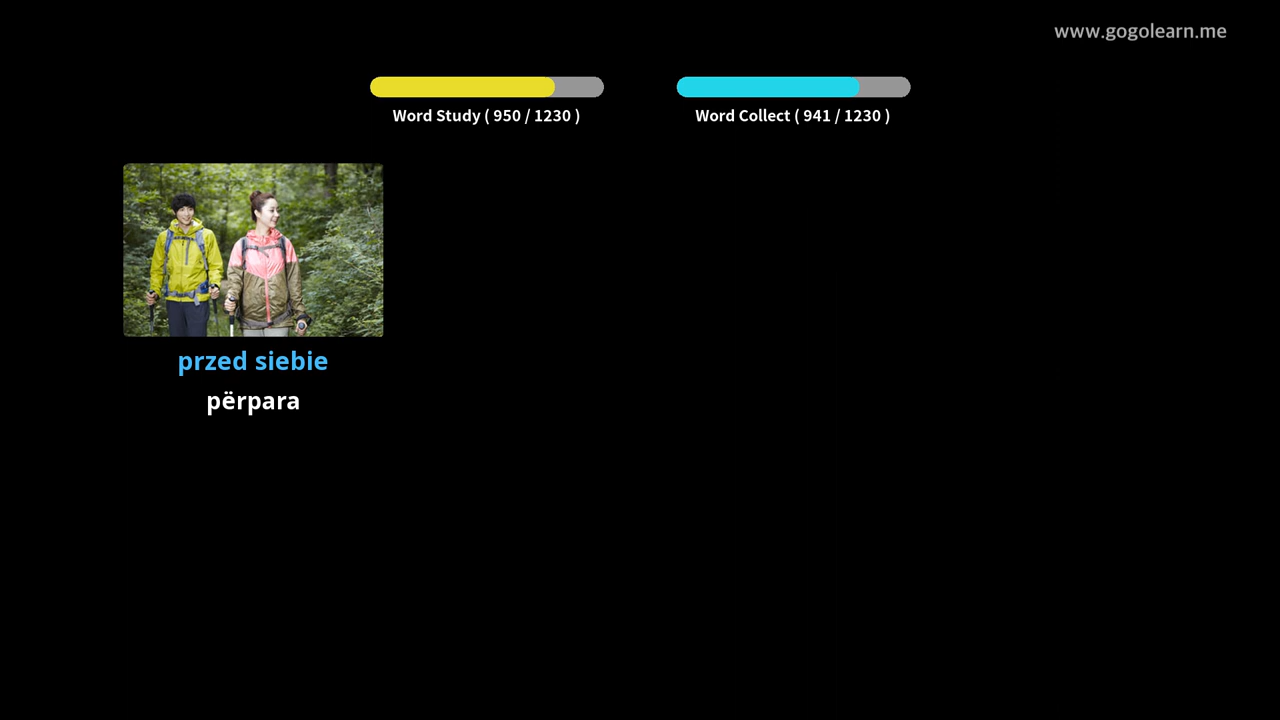 www.gogolearn.me
Word Study ( 950 / 1230 )
Word Collect ( 941 / 1230 )
przed siebie
përpara